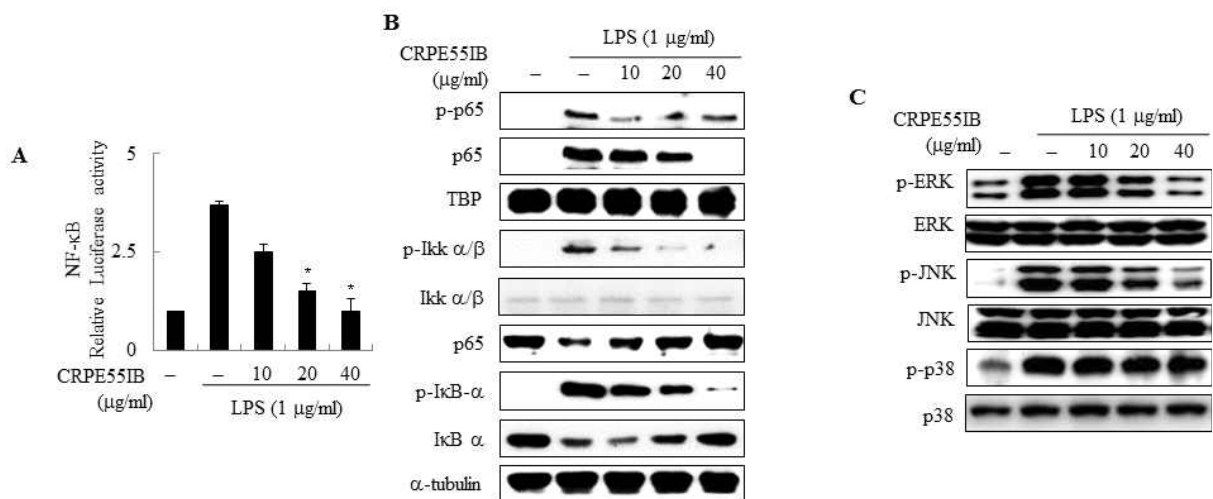 A
NF-κB
Relative Luciferase activity
5
2.5
0
* *
CRPE55IB
(μg/ml)
– – 10 20 40
LPS (1 μg/ml)
B
LPS (1 μg/ml)
CRPE55IB
(μg/ml)
– – 10 20 40
p-p65
p65
TBP
p-Ikk α/β
Ikk α/β
p65
p-IκB-α
IκB α
α-tubulin
C
LPS (1 μg/ml)
CRPE55IB
(μg/ml)
– – 10 20 40
p-ERK
ERK
p-JNK
JNK
p-p38
p38